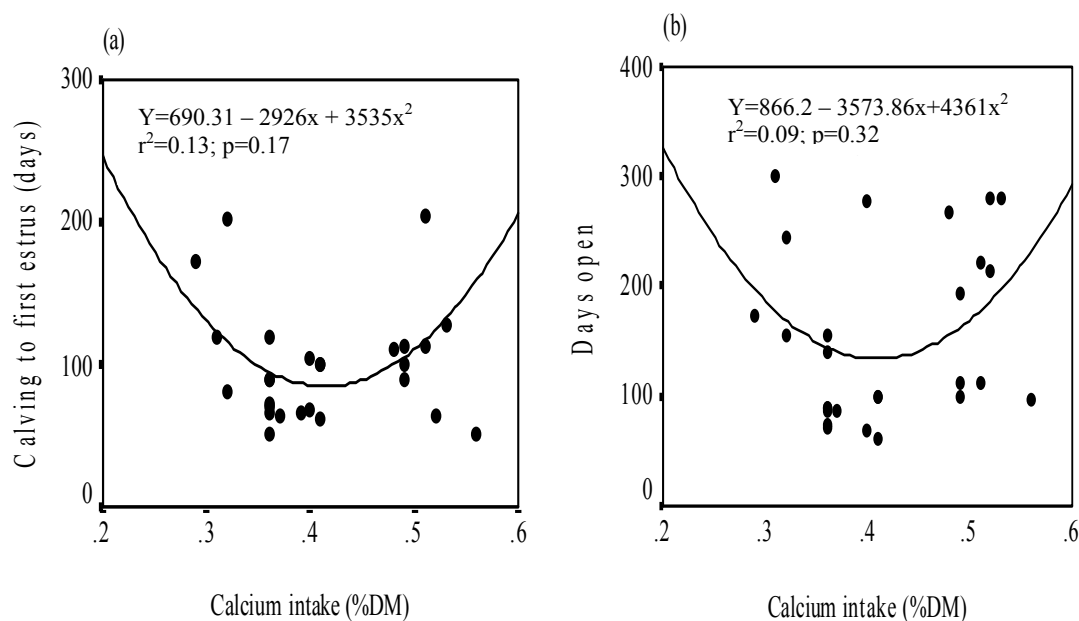 (a)
300
200
100
0
.2
.3
.4
.5
.6
Calving to first estrus (days)
Calcium intake (%DM)
Y=690.31 – 2926x + 3535x²
r²=0.13; p=0.17
(b)
400
300
200
100
0
.2
.3
.4
.5
.6
Days open
Calcium intake (%DM)
Y=866.2 – 3573.86x+4361x²
r²=0.09; p=0.32